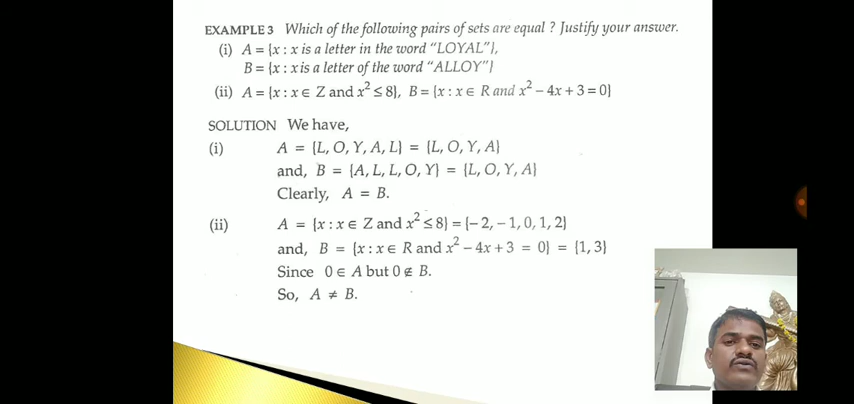 EXAMPLE 3 Which of the following pairs of sets are equal ? Justify your answer.
(i) A = {x : x is a letter in the word "LOYAL"},
B = {x : x is a letter of the word "ALLOY"}
(ii) A = {x : x ∈ Z and x² ≤ 8}, B = {x : x ∈ R and x² − 4x + 3 = 0}
SOLUTION We have,
(i) A = {L, O, Y, A, L} = {L, O, Y, A}
and, B = {A, L, L, O, Y} = {L, O, Y, A}
Clearly, A = B.
(ii) A = {x : x ∈ Z and x² ≤ 8} = {−2, −1, 0, 1, 2}
and, B = {x : x ∈ R and x² − 4x + 3 = 0} = {1, 3}
Since 0 ∈ A but 0 ∉ B.
So, A ≠ B.